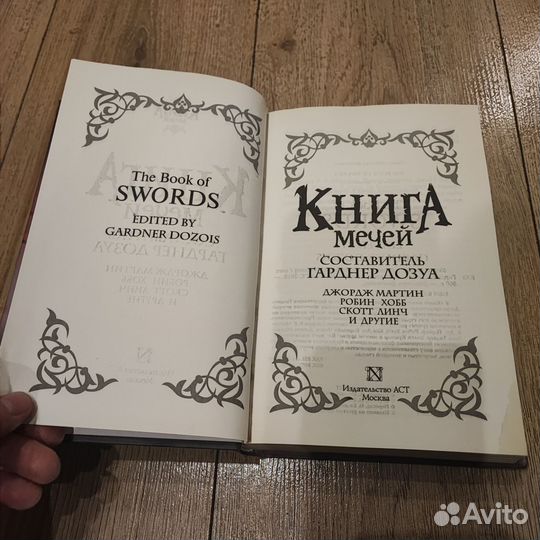 The Book of
SWORDS
EDITED BY
GARDNER DOZOIS
КНИГА
МЕЧЕЙ
СОСТАВИТЕЛЬ
ГАРДНЕР ДОЗУА
ДЖОРДЖ МАРТИН
РОБИН ХОББ
СКОТТ ЛИНЧ
И ДРУГИЕ
N
Издательство АСТ
Москва
Avito